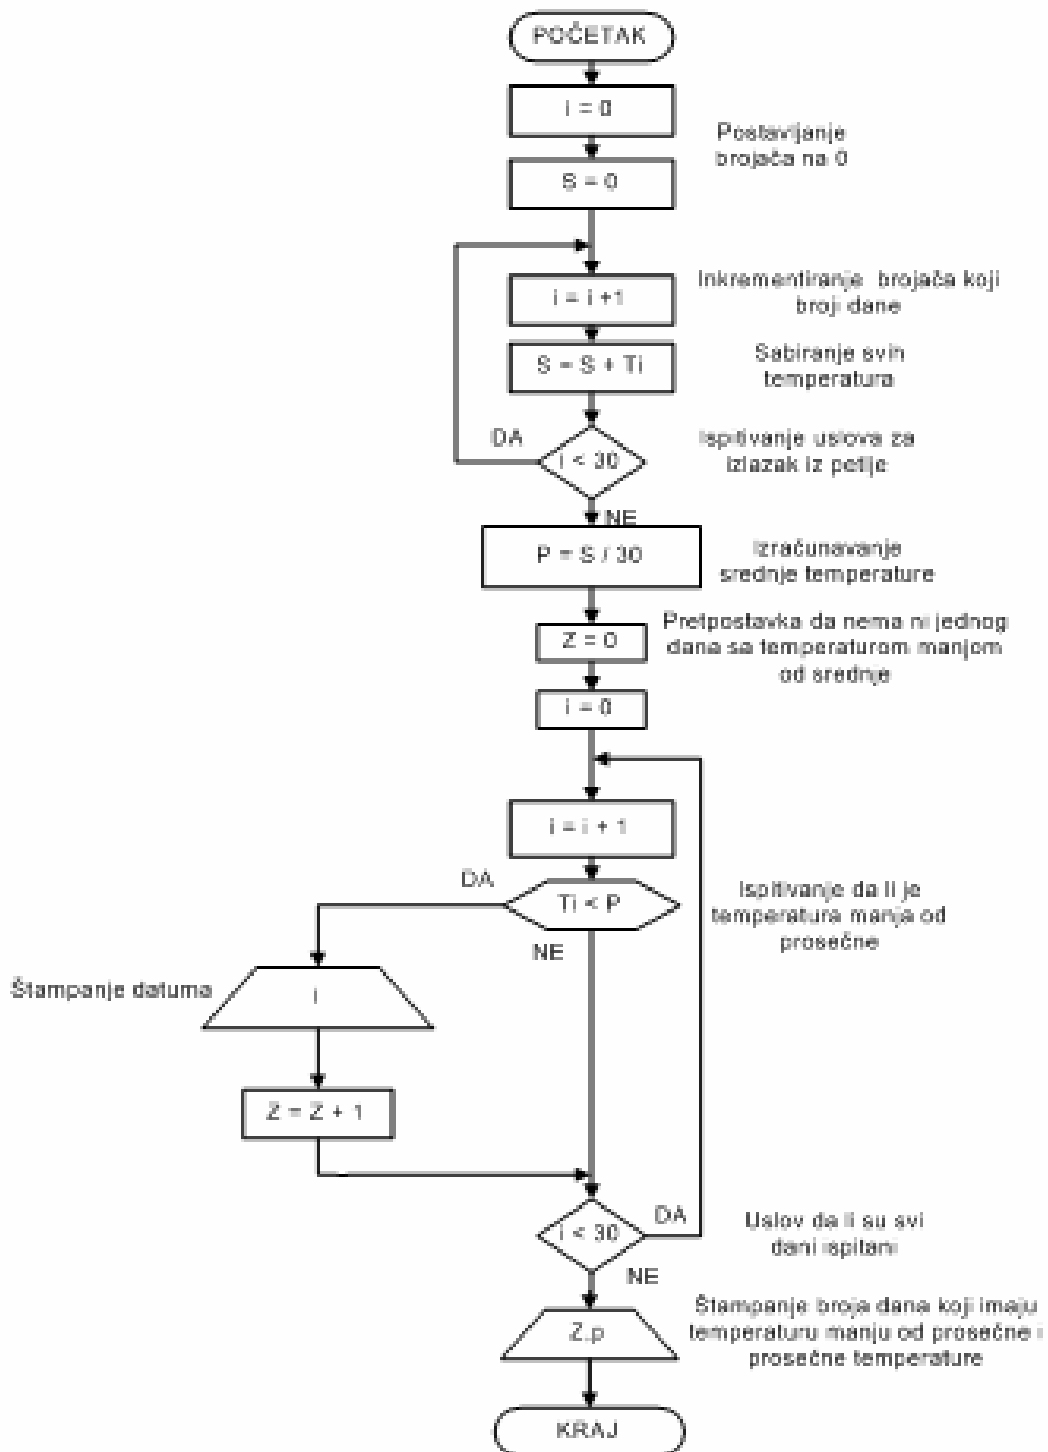 POČETAK
i = 0
Postavljanje
brojača na 0
S = 0
i = i +1
Inkrementiranje brojača koji
broji dane
S = S + Ti
Sabiranje svih
temperatura
DA
i < 30
Ispitivanje uslova za
izlazak iz petlje
NE
P = S / 30
Izračunavanje
srednje temperature
Z = 0
Pretpostavka da nema ni jednog
dana sa temperaturom manjom
od srednje
i = 0
i = i + 1
DA
Ti < P
NE
Ispitivanje da li je
temperatura manja od
prosečne
Štampanje datuma
i
Z = Z + 1
i < 30
DA
Uslov da li su svi
dani ispitani
NE
Z,p
Štampanje broja dana koji imaju
temperaturu manju od prosečne i
prosečne temperature
KRAJ